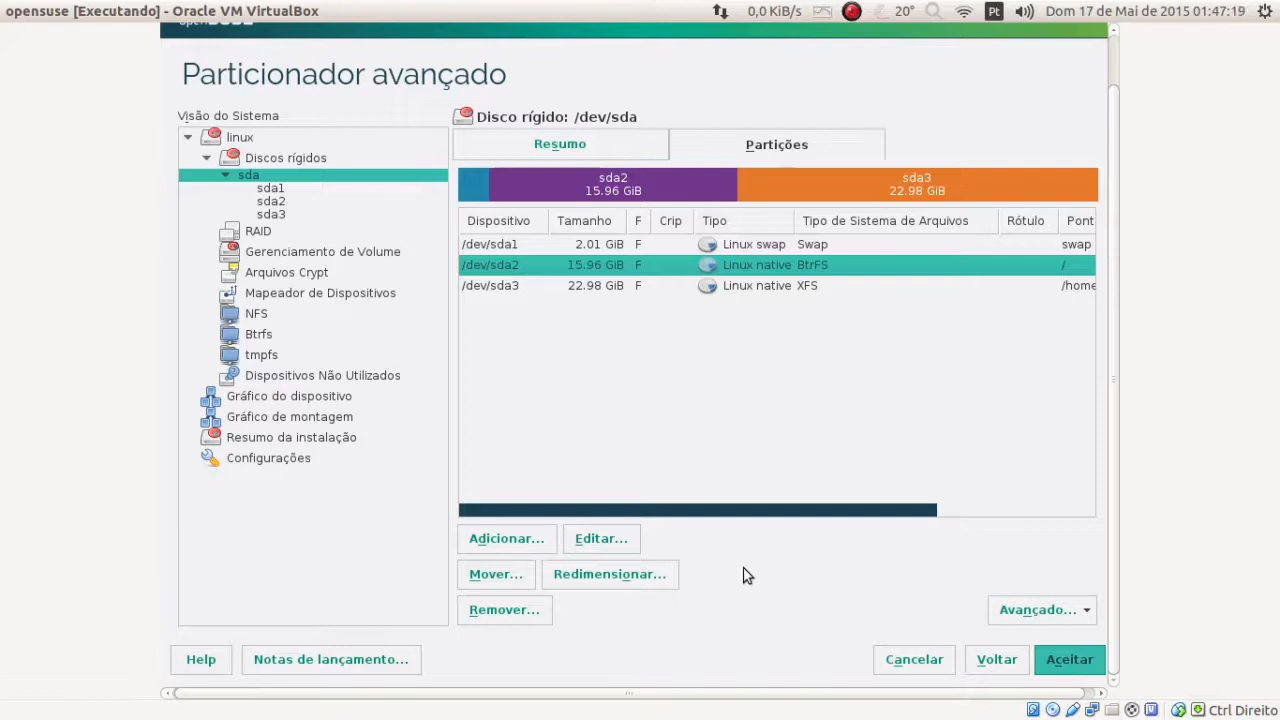 opensuse [Executando] - Oracle VM VirtualBox
0,0 KiB/s 20° Pt Dom 17 de Mai de 2015 01:47:19
Particionador avançado
Visão do Sistema
linux
Discos rígidos
sda
sda1
sda2
sda3
RAID
Gerenciamento de Volume
Arquivos Crypt
Mapeador de Dispositivos
NFS
Btrfs
tmpfs
Dispositivos Não Utilizados
Gráfico do dispositivo
Gráfico de montagem
Resumo da instalação
Configurações
Disco rígido: /dev/sda
Resumo Partições
sda2 sda3
15.96 GiB 22.98 GiB
Dispositivo Tamanho F Crip Tipo Tipo de Sistema de Arquivos Rótulo Pont
/dev/sda1 2.01 GiB F Linux swap Swap swap
/dev/sda2 15.96 GiB F Linux native BtrFS /
/dev/sda3 22.98 GiB F Linux native XFS /home
Adicionar... Editar...
Mover... Redimensionar...
Remover... Avançado...
Help Notas de lançamento... Cancelar Voltar Aceitar
Ctrl Direito